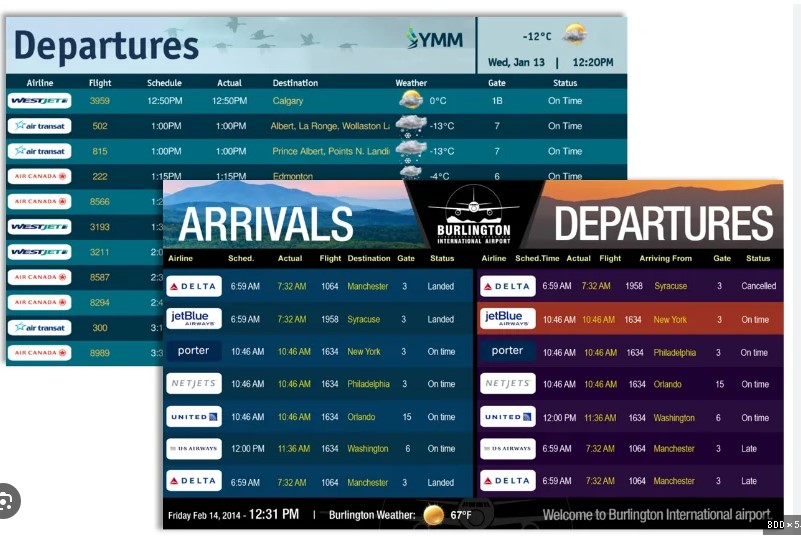 Departures
YMM
-12°C
Wed, Jan 13 | 12:20PM
Airline Flight Schedule Actual Destination Weather Gate Status
WESTJET 3959 12:50PM 12:50PM Calgary 0°C 1B On Time
air transat 502 1:00PM 1:00PM Albert, La Ronge, Wollaston L -13°C 7 On Time
air transat 815 1:00PM 1:00PM Prince Albert, Points N. Landi -13°C 7 On Time
AIR CANADA 222 1:15PM 1:15PM Edmonton -4°C 6 On Time
AIR CANADA 8566 1:2
WESTJET 3193 1:3
WESTJET 3211 2:0
AIR CANADA 8587 2:3
AIR CANADA 8294 2:4
air transat 300 3:1
AIR CANADA 8989 3:3
ARRIVALS
BURLINGTON
INTERNATIONAL AIRPORT
DEPARTURES
Airline Sched. Actual Flight Destination Gate Status
DELTA 6:59 AM 7:32 AM 1064 Manchester 3 Landed
jetBlue AIRWAYS 6:59 AM 7:32 AM 1958 Syracuse 3 Landed
porter 10:46 AM 10:46 AM 1634 New York 3 On time
NETJETS 10:46 AM 10:46 AM 1634 Philadelphia 3 On time
UNITED 10:46 AM 10:46 AM 1634 Orlando 15 On time
US AIRWAYS 12:00 PM 11:36 AM 1634 Washington 6 On time
DELTA 6:59 AM 7:32 AM 1064 Manchester 3 Landed
Airline Sched.Time Actual Flight Arriving From Gate Status
DELTA 6:59 AM 7:32 AM 1958 Syracuse 3 Cancelled
jetBlue AIRWAYS 10:46 AM 10:46 AM 1634 New York 3 On time
porter 10:46 AM 10:46 AM 1634 Philadelphia 3 On time
NETJETS 10:46 AM 10:46 AM 1634 Orlando 15 On time
UNITED 12:00 PM 11:36 AM 1634 Washington 6 On time
US AIRWAYS 6:59 AM 7:32 AM 1064 Manchester 3 Late
DELTA 6:59 AM 7:32 AM 1064 Manchester 3 Late
Friday Feb 14, 2014 - 12:31 PM | Burlington Weather: 67°F
Welcome to Burlington International airport.
800 × 5